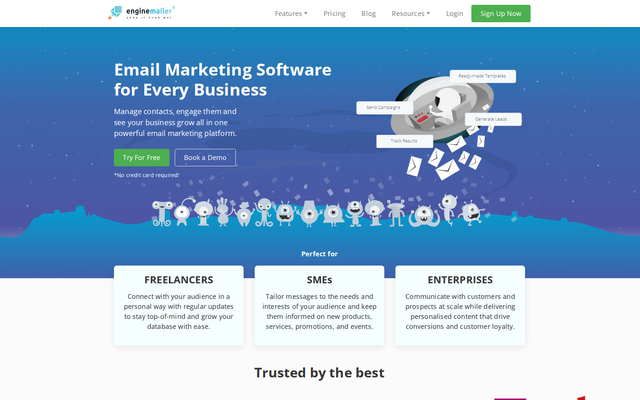 enginemailer
SEND IT YOUR WAY
Features
Pricing
Blog
Resources
Login
Sign Up Now
Email Marketing Software
for Every Business
Manage contacts, engage them and
see your business grow all in one
powerful email marketing platform.
Try For Free
Book a Demo
*No credit card required!
Ready-made Templates
Send Campaigns
Generate Leads
Track Results
Perfect for
FREELANCERS
Connect with your audience in a
personal way with regular updates
to stay top-of-mind and grow your
database with ease.
SMEs
Tailor messages to the needs and
interests of your audience and keep
them informed on new products,
services, promotions, and events.
ENTERPRISES
Communicate with customers and
prospects at scale while delivering
personalised content that drive
conversions and customer loyalty.
Trusted by the best